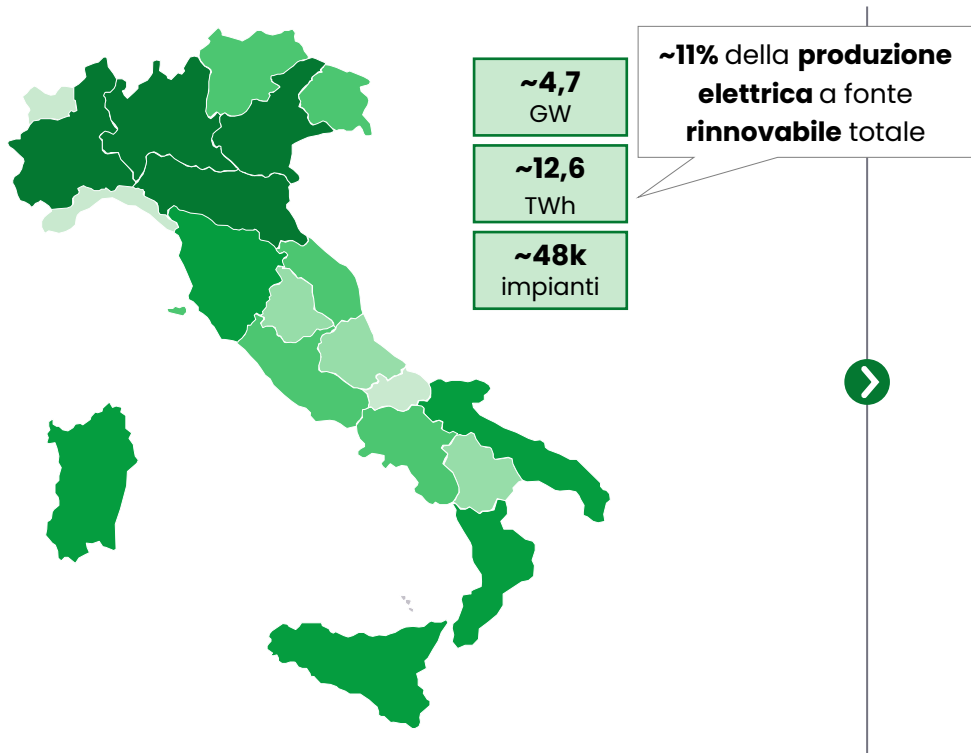 ~4,7
GW
~12,6
TWh
~48k
impianti
~11% della produzione
elettrica a fonte
rinnovabile totale